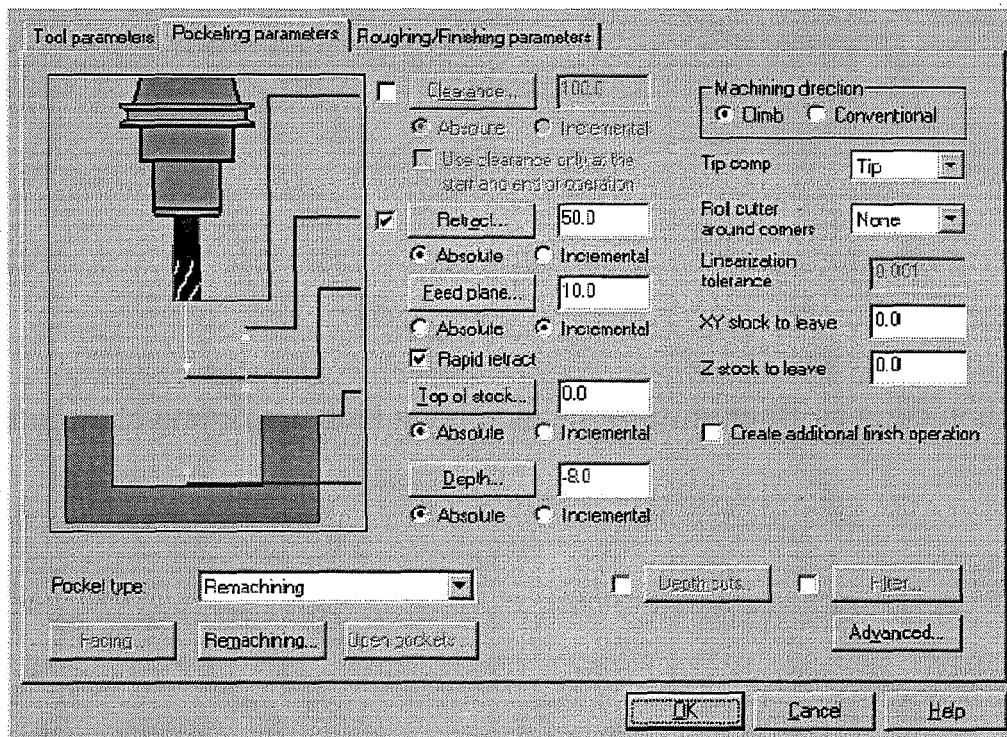 Tool parameters Pocketing parameters Roughing/Finishing parameters
Clearance... 100.0
Absolute Incremental
Use clearance only at the
start and end of operation
Retract... 50.0
Absolute Incremental
Feed plane... 10.0
Absolute Incremental
Rapid retract
Top of stock... 0.0
Absolute Incremental
Depth... -8.0
Absolute Incremental
Machining direction
Climb Conventional
Tip comp Tip
Roll cutter
around corners None
Linearization
tolerance 0.001
XY stock to leave 0.0
Z stock to leave 0.0
Create additional finish operation
Pocket type: Remachining
Depth cuts... Filter...
Facing... Remachining... Open pockets...
Advanced...
OK Cancel Help